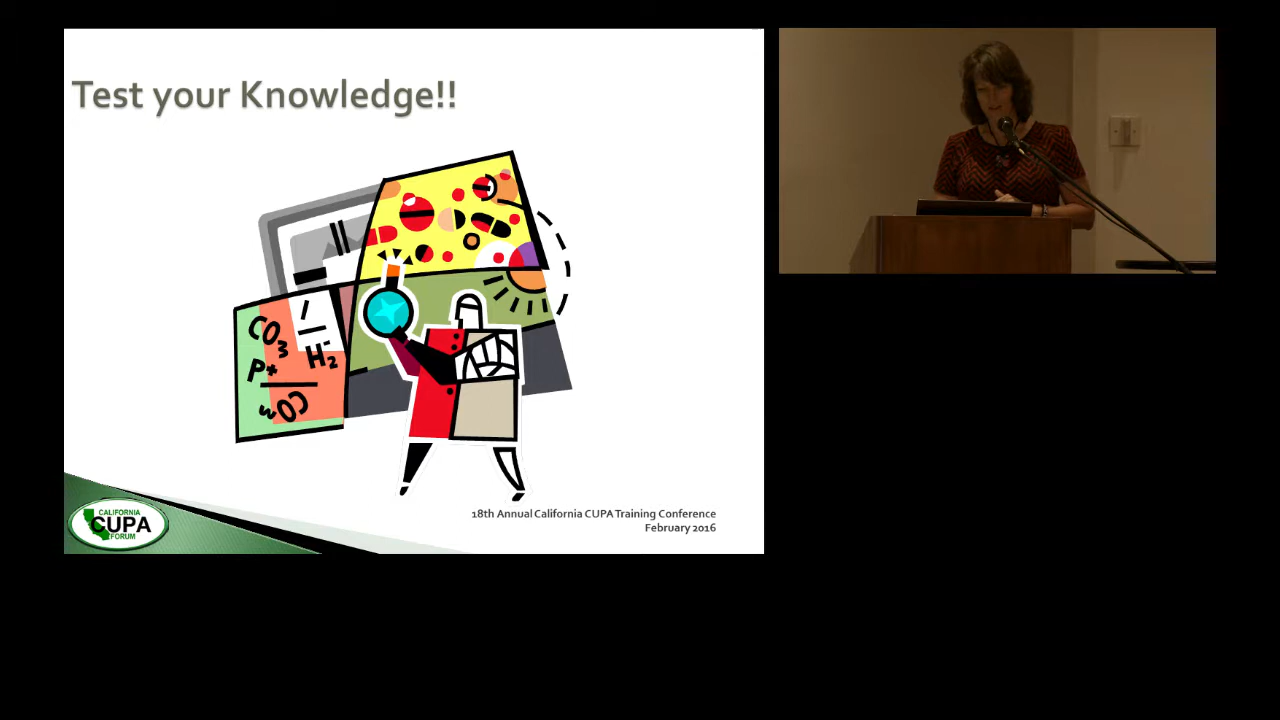 Test your Knowledge!!
CO3
P+
CO3
H2
CALIFORNIA
CUPA
FORUM
18th Annual California CUPA Training Conference
February 2016